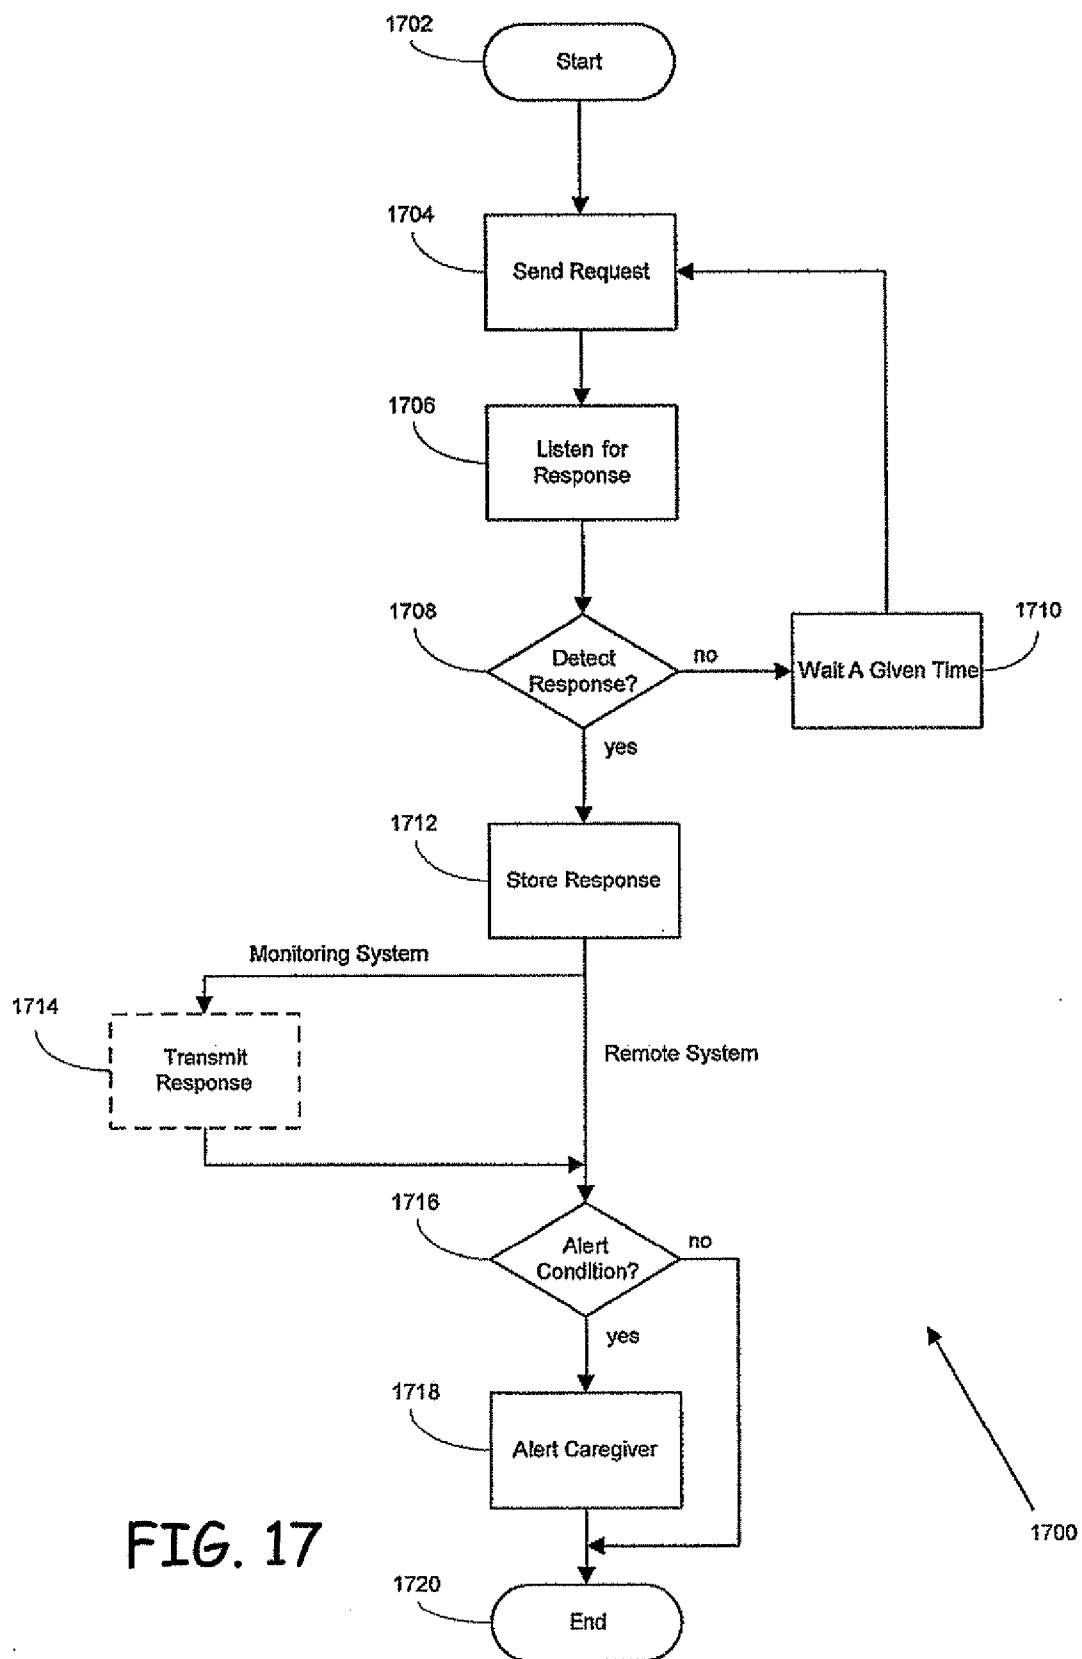 1702
Start
1704
Send Request
1706
Listen for
Response
1708
Detect
Response?
no
1710
Wait A Given Time
yes
1712
Store Response
Monitoring System
1714
Transmit
Response
Remote System
1716
Alert
Condition?
no
yes
1718
Alert Caregiver
1700
FIG. 17
1720
End